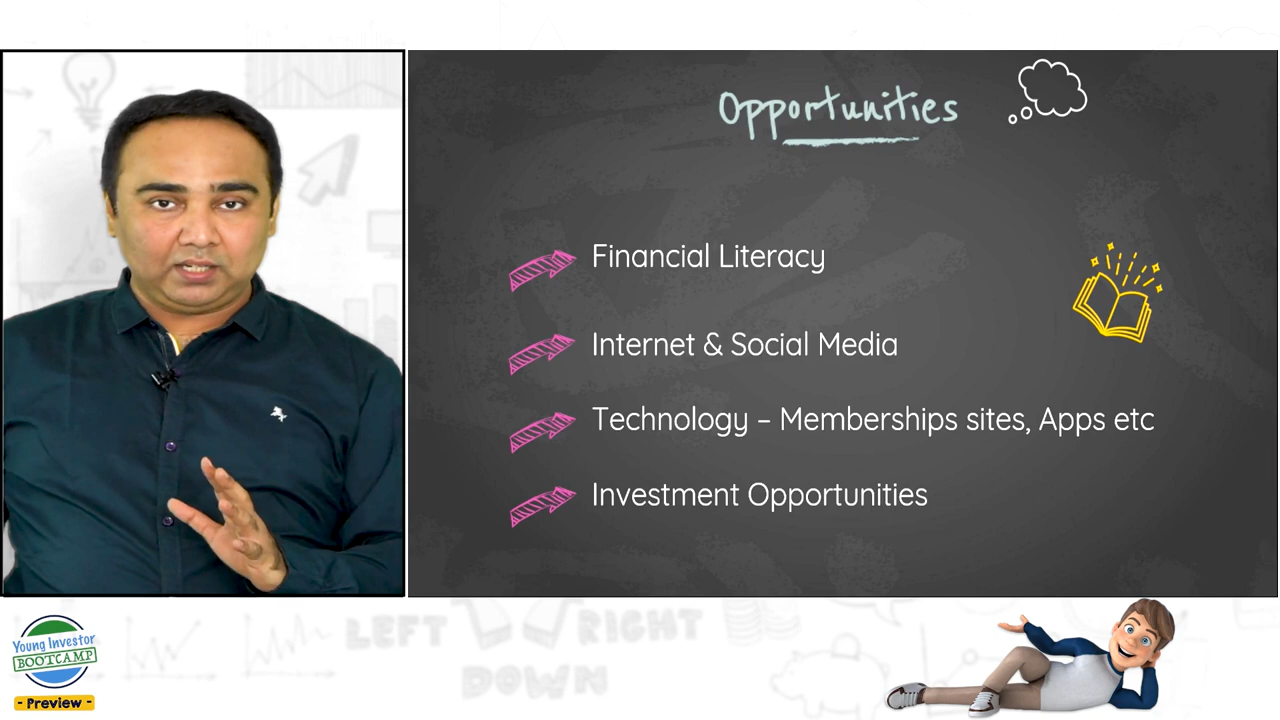 Opportunities
Financial Literacy
Internet & Social Media
Technology – Memberships sites, Apps etc
Investment Opportunities
LEFT
RIGHT
DOWN
Young Investor
BOOTCAMP
- Preview -